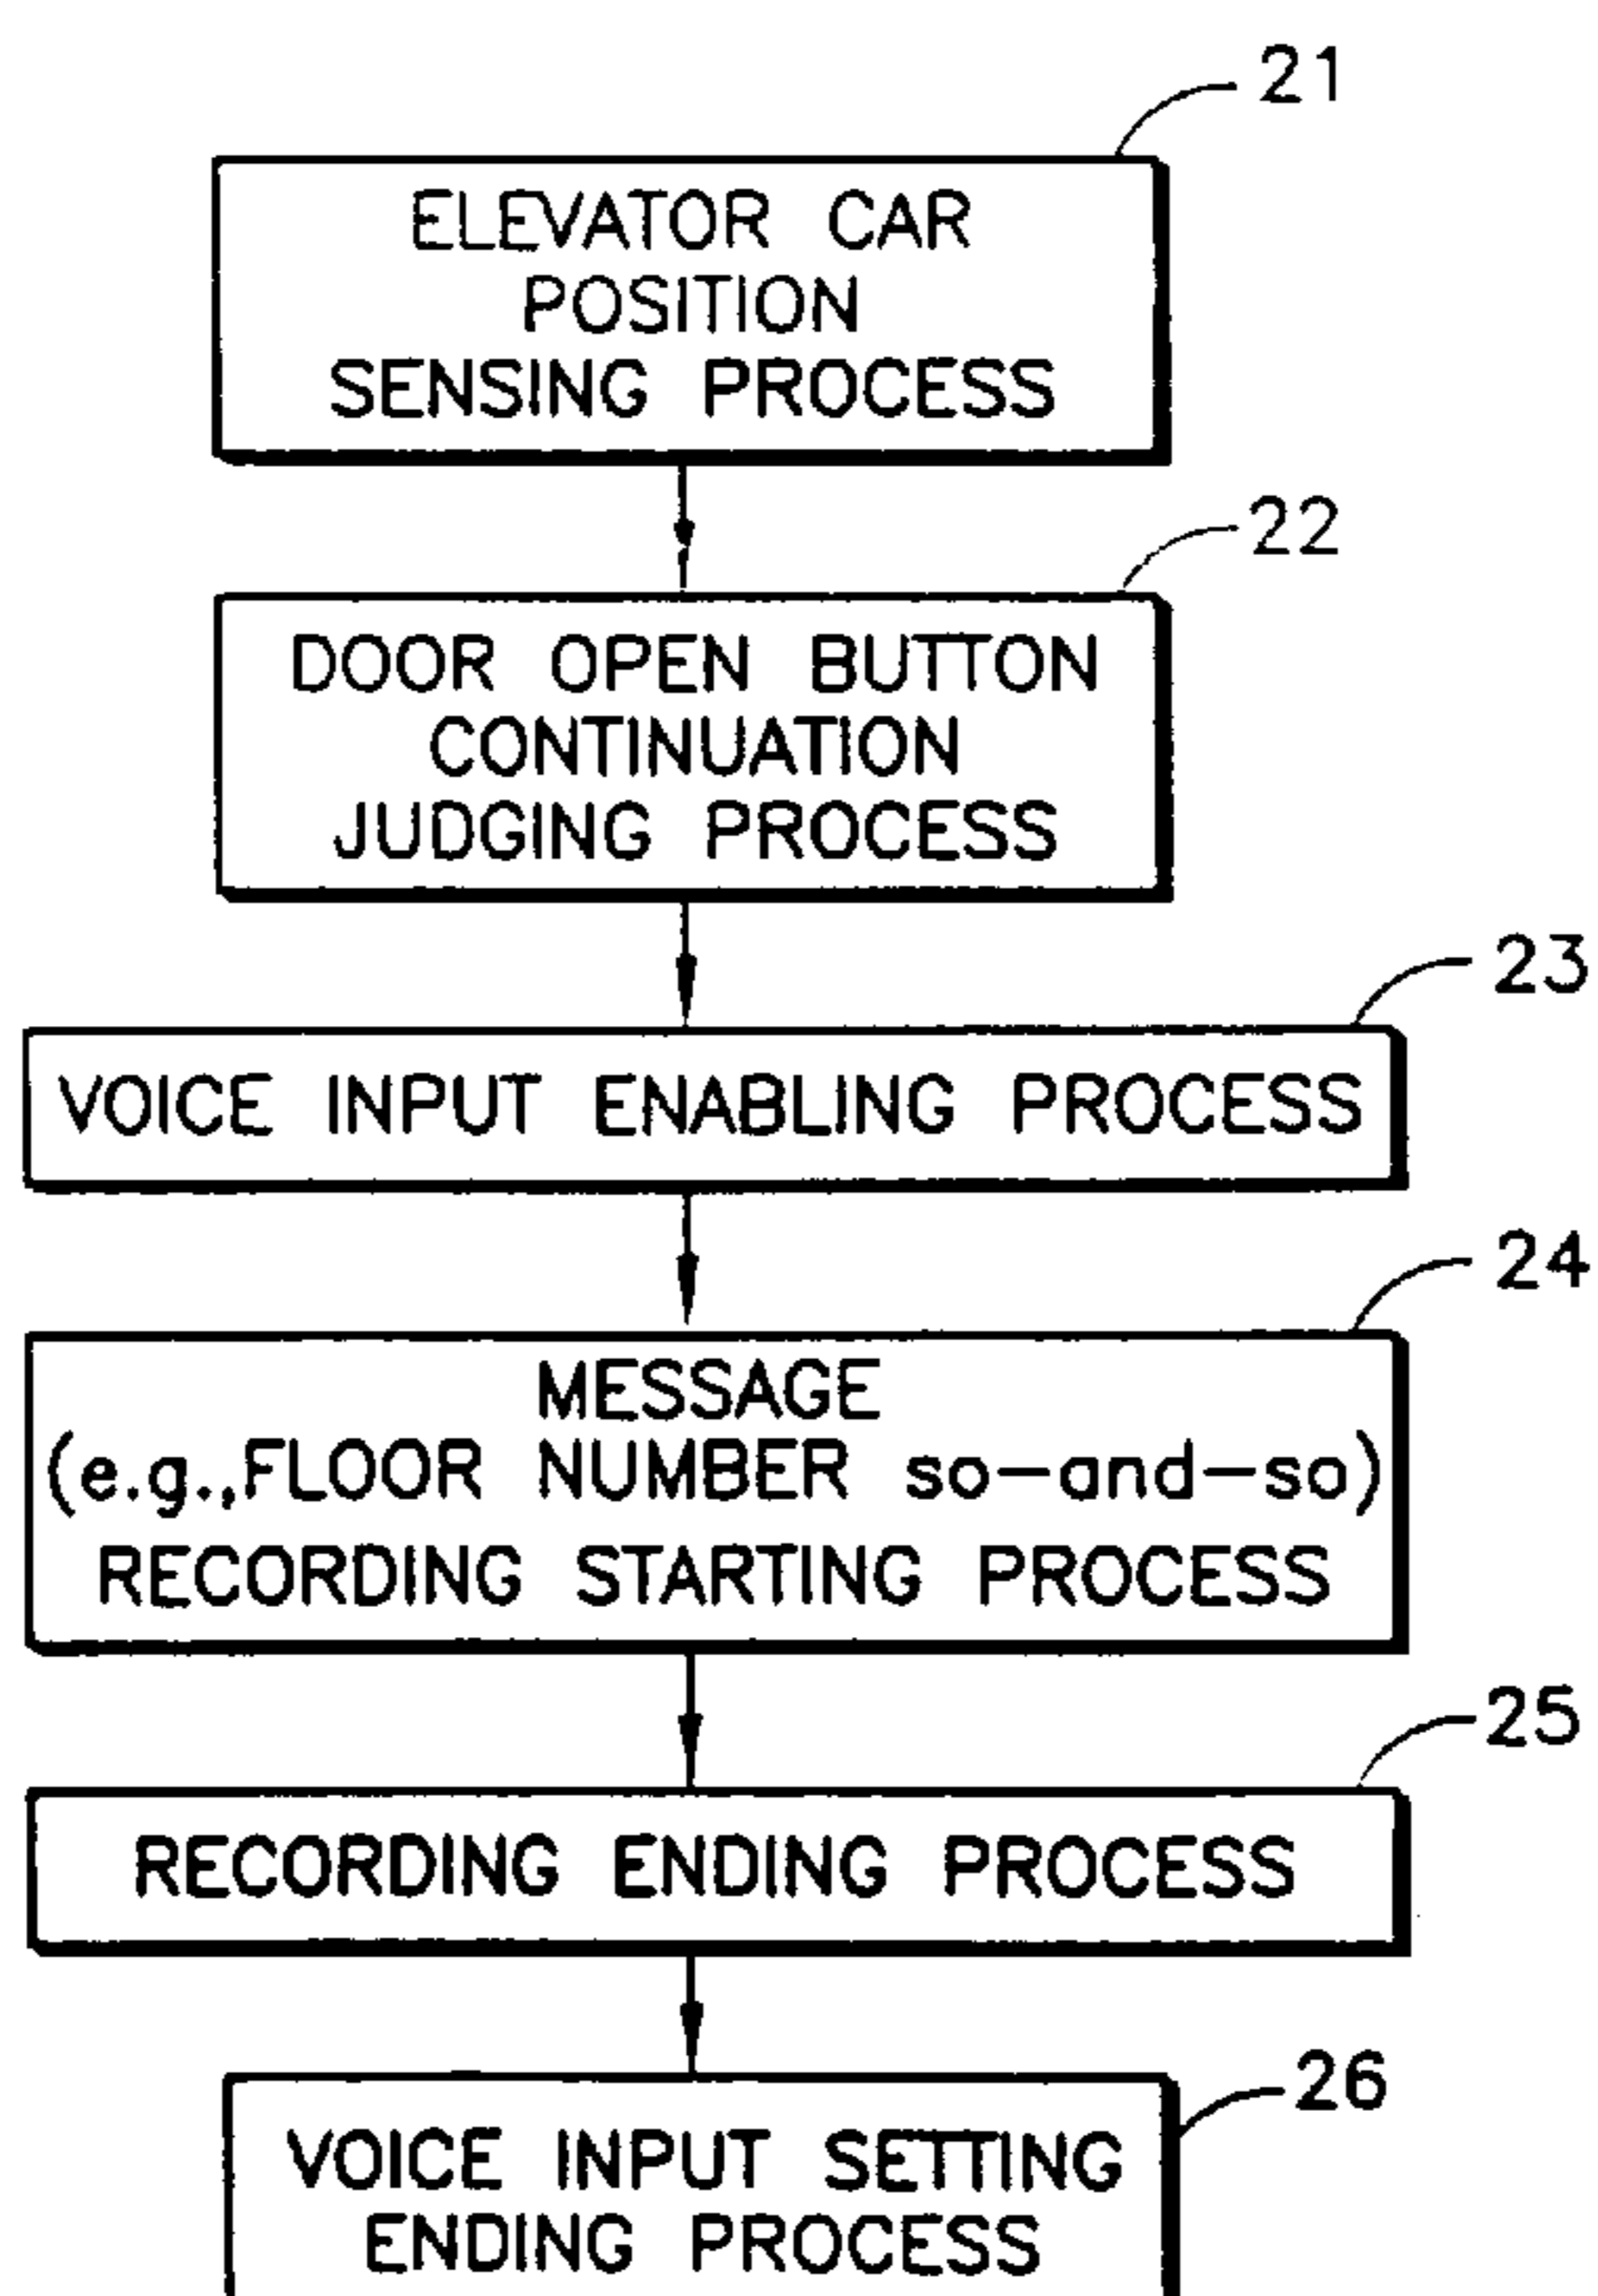 21
ELEVATOR CAR
POSITION
SENSING PROCESS
22
DOOR OPEN BUTTON
CONTINUATION
JUDGING PROCESS
23
VOICE INPUT ENABLING PROCESS
24
MESSAGE
(e.g.,FLOOR NUMBER so-and-so)
RECORDING STARTING PROCESS
25
RECORDING ENDING PROCESS
26
VOICE INPUT SETTING
ENDING PROCESS